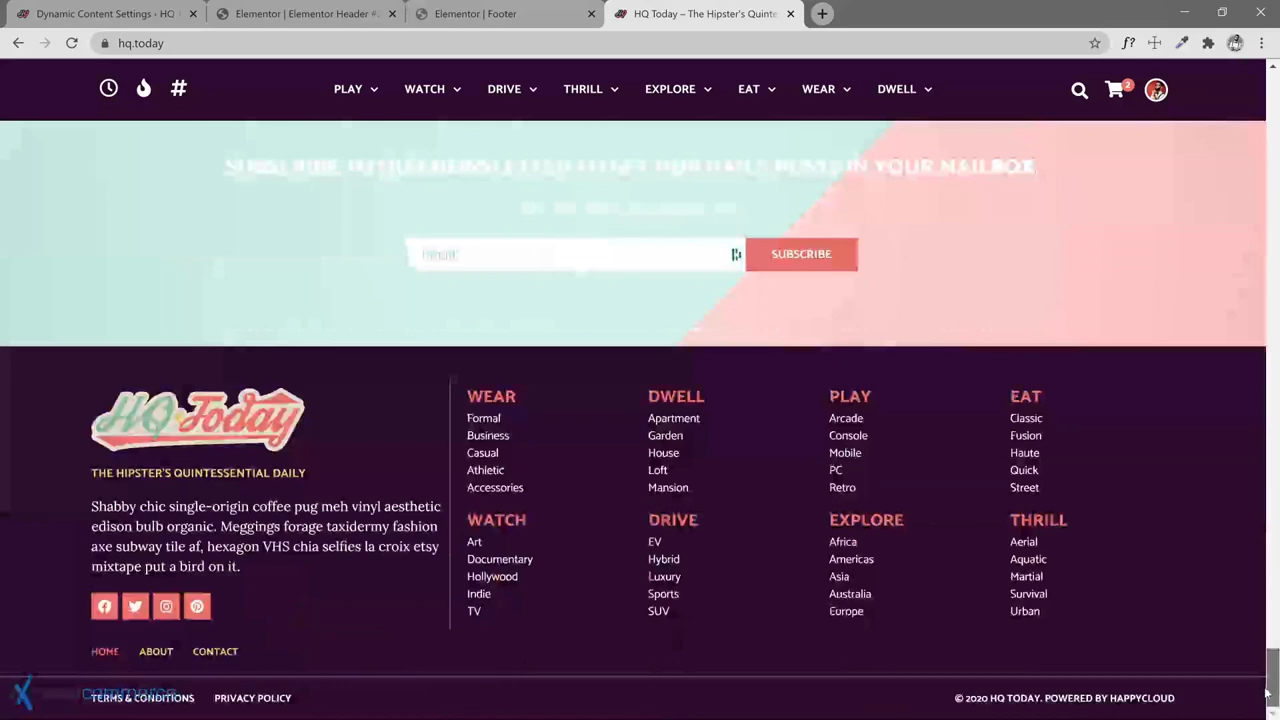 Dynamic Content Settings - HQ
Elementor | Elementor Header #
Elementor | Footer
HQ Today – The Hipster's Quinte
hq.today
f?
#
PLAY
WATCH
DRIVE
THRILL
EXPLORE
EAT
WEAR
DWELL
2
IN YOUR MAILBOX
SUBSCRIBE
HQ Today
THE HIPSTER'S QUINTESSENTIAL DAILY
Shabby chic single-origin coffee pug meh vinyl aesthetic
edison bulb organic. Meggings forage taxidermy fashion
axe subway tile af, hexagon VHS chia selfies la croix etsy
mixtape put a bird on it.
HOME
ABOUT
CONTACT
WEAR
Formal
Business
Casual
Athletic
Accessories
DWELL
Apartment
Garden
House
Loft
Mansion
PLAY
Arcade
Console
Mobile
PC
Retro
EAT
Classic
Fusion
Haute
Quick
Street
WATCH
Art
Documentary
Hollywood
Indie
TV
DRIVE
EV
Hybrid
Luxury
Sports
SUV
EXPLORE
Africa
Americas
Asia
Australia
Europe
THRILL
Aerial
Aquatic
Martial
Survival
Urban
TERMS & CONDITIONS
PRIVACY POLICY
© 2020 HQ TODAY. POWERED BY HAPPYCLOUD